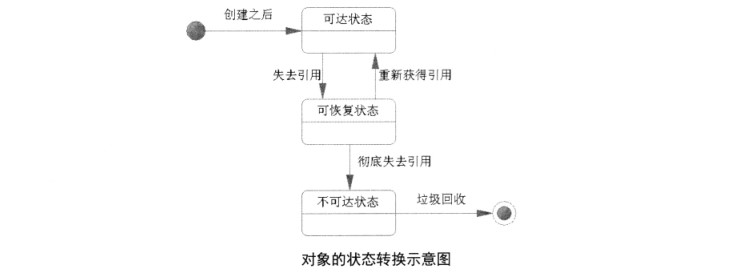 创建之后
可达状态
失去引用
重新获得引用
可恢复状态
彻底失去引用
不可达状态
垃圾回收
对象的状态转换示意图